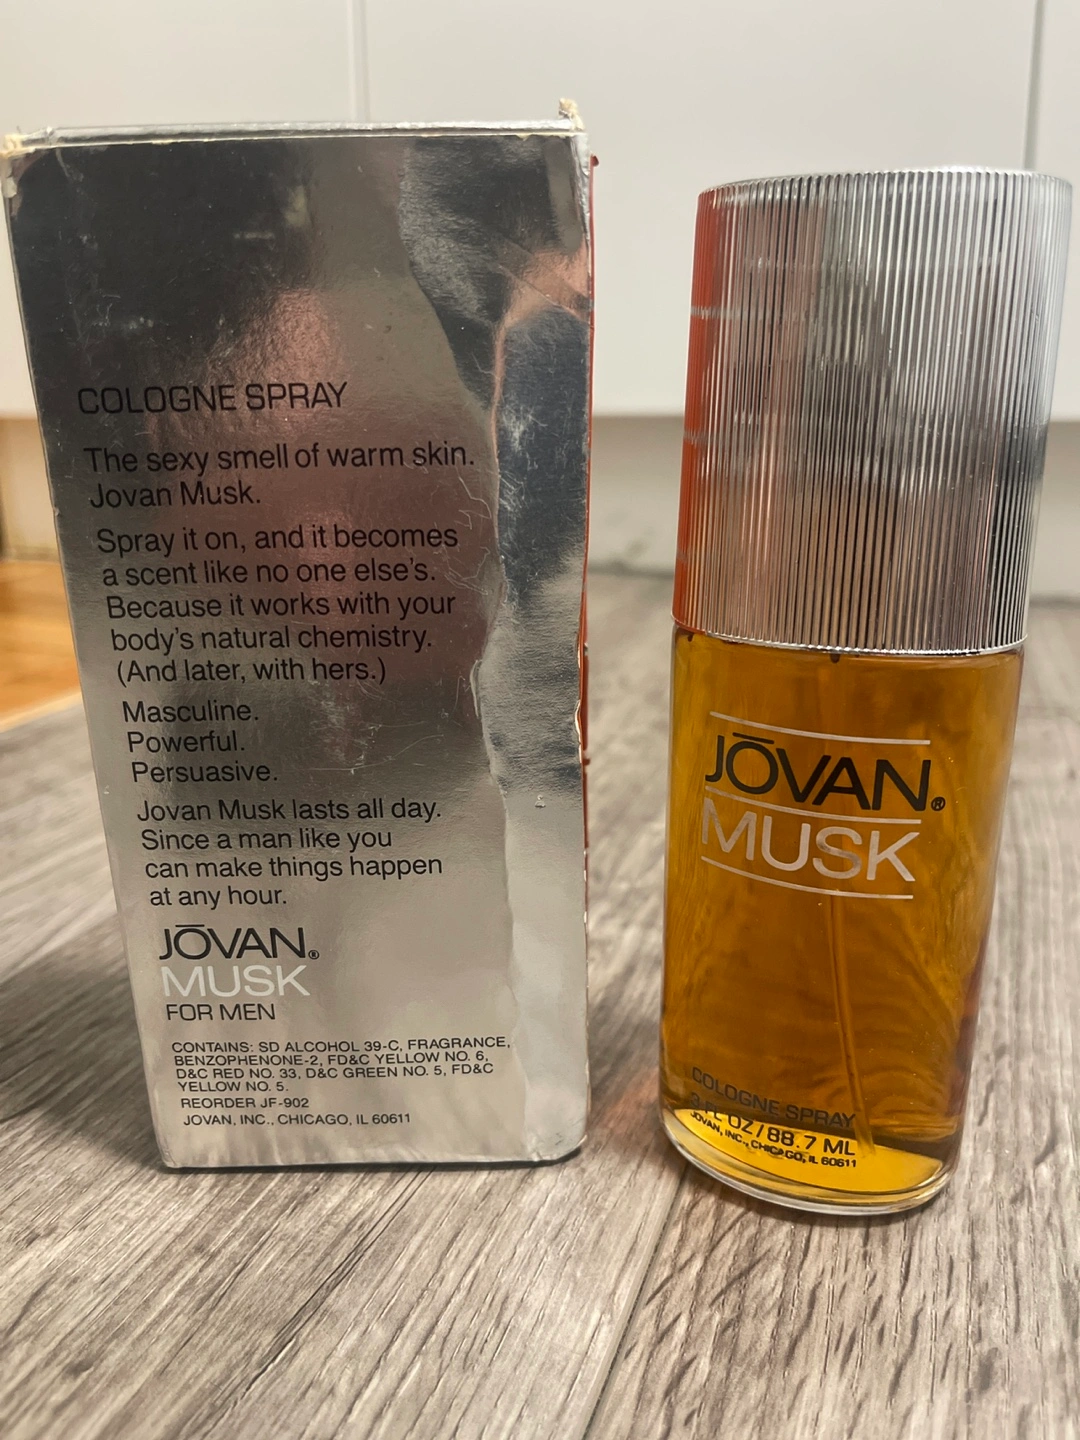 COLOGNE SPRAY
The sexy smell of warm skin.
Jovan Musk.
Spray it on, and it becomes
a scent like no one else's.
Because it works with your
body's natural chemistry.
(And later, with hers.)
Masculine.
Powerful.
Persuasive.
Jovan Musk lasts all day.
Since a man like you
can make things happen
at any hour.
JŌVAN®
MUSK
FOR MEN
CONTAINS: SD ALCOHOL 39-C, FRAGRANCE,
BENZOPHENONE-2, FD&C YELLOW NO. 6,
D&C RED NO. 33, D&C GREEN NO. 5, FD&C
YELLOW NO. 5.
REORDER JF-902
JOVAN, INC., CHICAGO, IL 60611
JŌVAN®
MUSK
COLOGNE SPRAY
3 FL OZ/88.7 ML
JOVAN, INC., CHICAGO, IL 60611